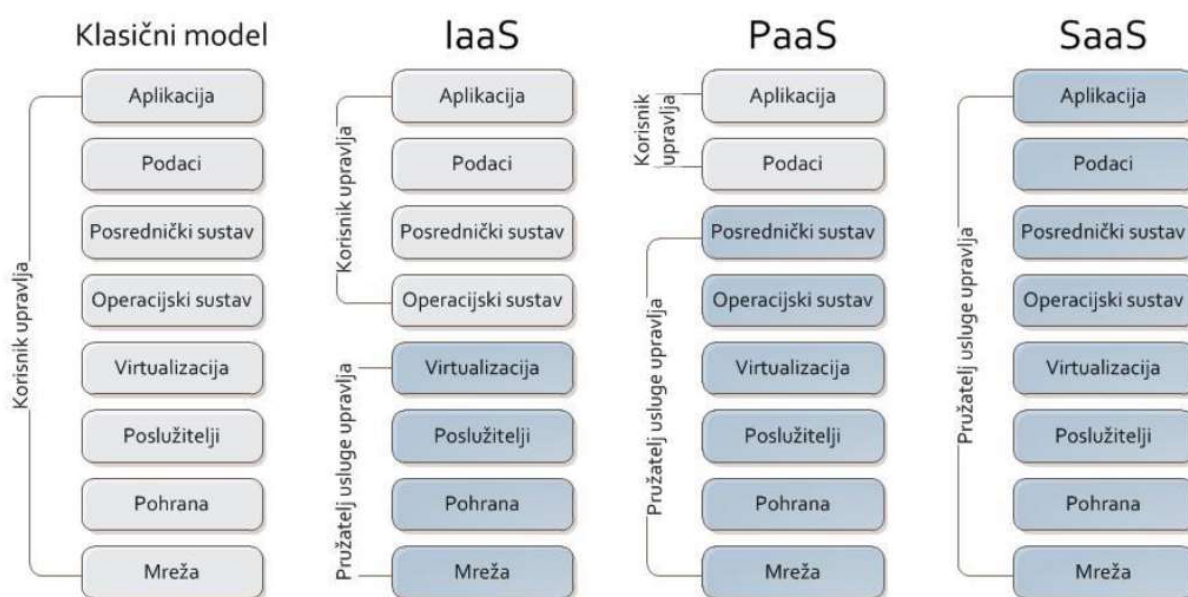 Klasični model
Aplikacija
Podaci
Posrednički sustav
Operacijski sustav
Virtualizacija
Poslužitelji
Pohrana
Mreža
Korisnik upravlja
IaaS
Aplikacija
Podaci
Posrednički sustav
Operacijski sustav
Virtualizacija
Poslužitelji
Pohrana
Mreža
Korisnik upravlja
Pružatelj usluge upravlja
PaaS
Aplikacija
Podaci
Posrednički sustav
Operacijski sustav
Virtualizacija
Poslužitelji
Pohrana
Mreža
Korisnik
upravlja
Pružatelj usluge upravlja
SaaS
Aplikacija
Podaci
Posrednički sustav
Operacijski sustav
Virtualizacija
Poslužitelji
Pohrana
Mreža
Pružatelj usluge upravlja